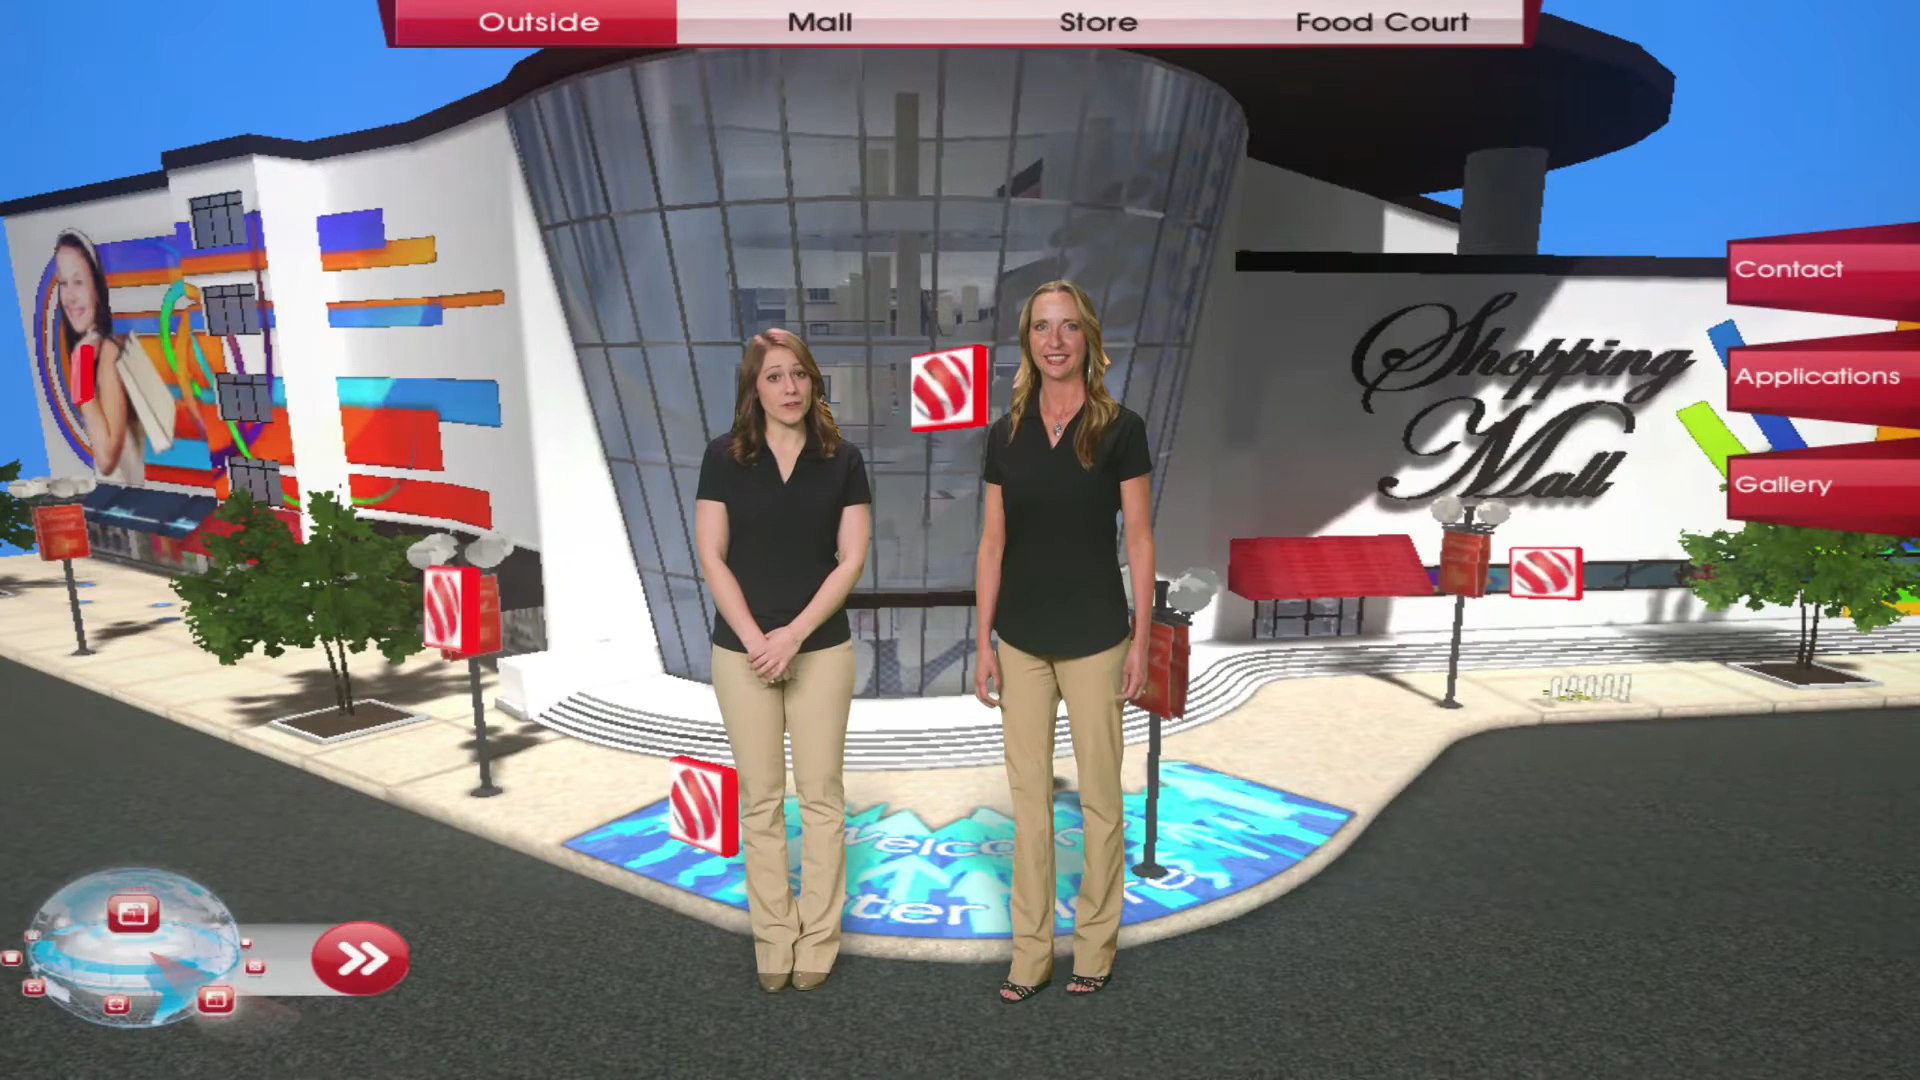 Outside
Mall
Store
Food Court
Contact
Applications
Gallery
Shopping
Mall